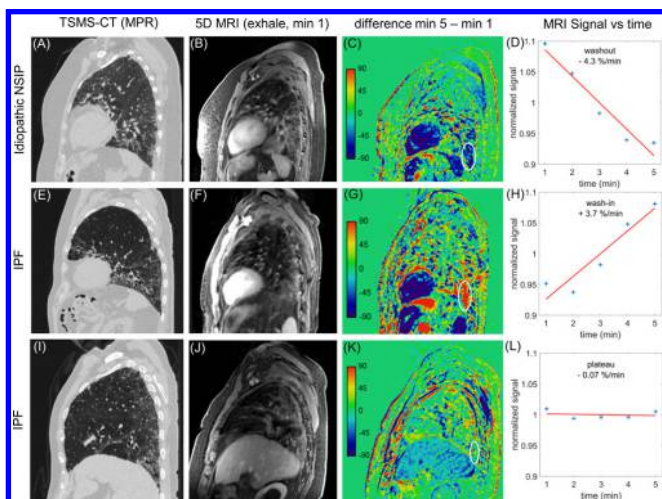 TSMS-CT (MPR) 5D MRI (exhale, min 1) difference min 5 – min 1 MRI Signal vs time
Idiopathic NSIP
(A) (B) (C) (D)
90
45
0
-45
-90
normalized signal
1.1
1.05
1
0.95
0.9
washout
- 4.3 %/min
1 2 3 4 5
time (min)
IPF
(E) (F) (G) (H)
90
45
0
-45
-90
normalized signal
1.1
1.05
1
0.95
0.9
wash-in
+ 3.7 %/min
1 2 3 4 5
time (min)
IPF
(I) (J) (K) (L)
90
45
0
-45
-90
normalized signal
1.1
1.05
1
0.95
0.9
plateau
- 0.07 %/min
1 2 3 4 5
time (min)